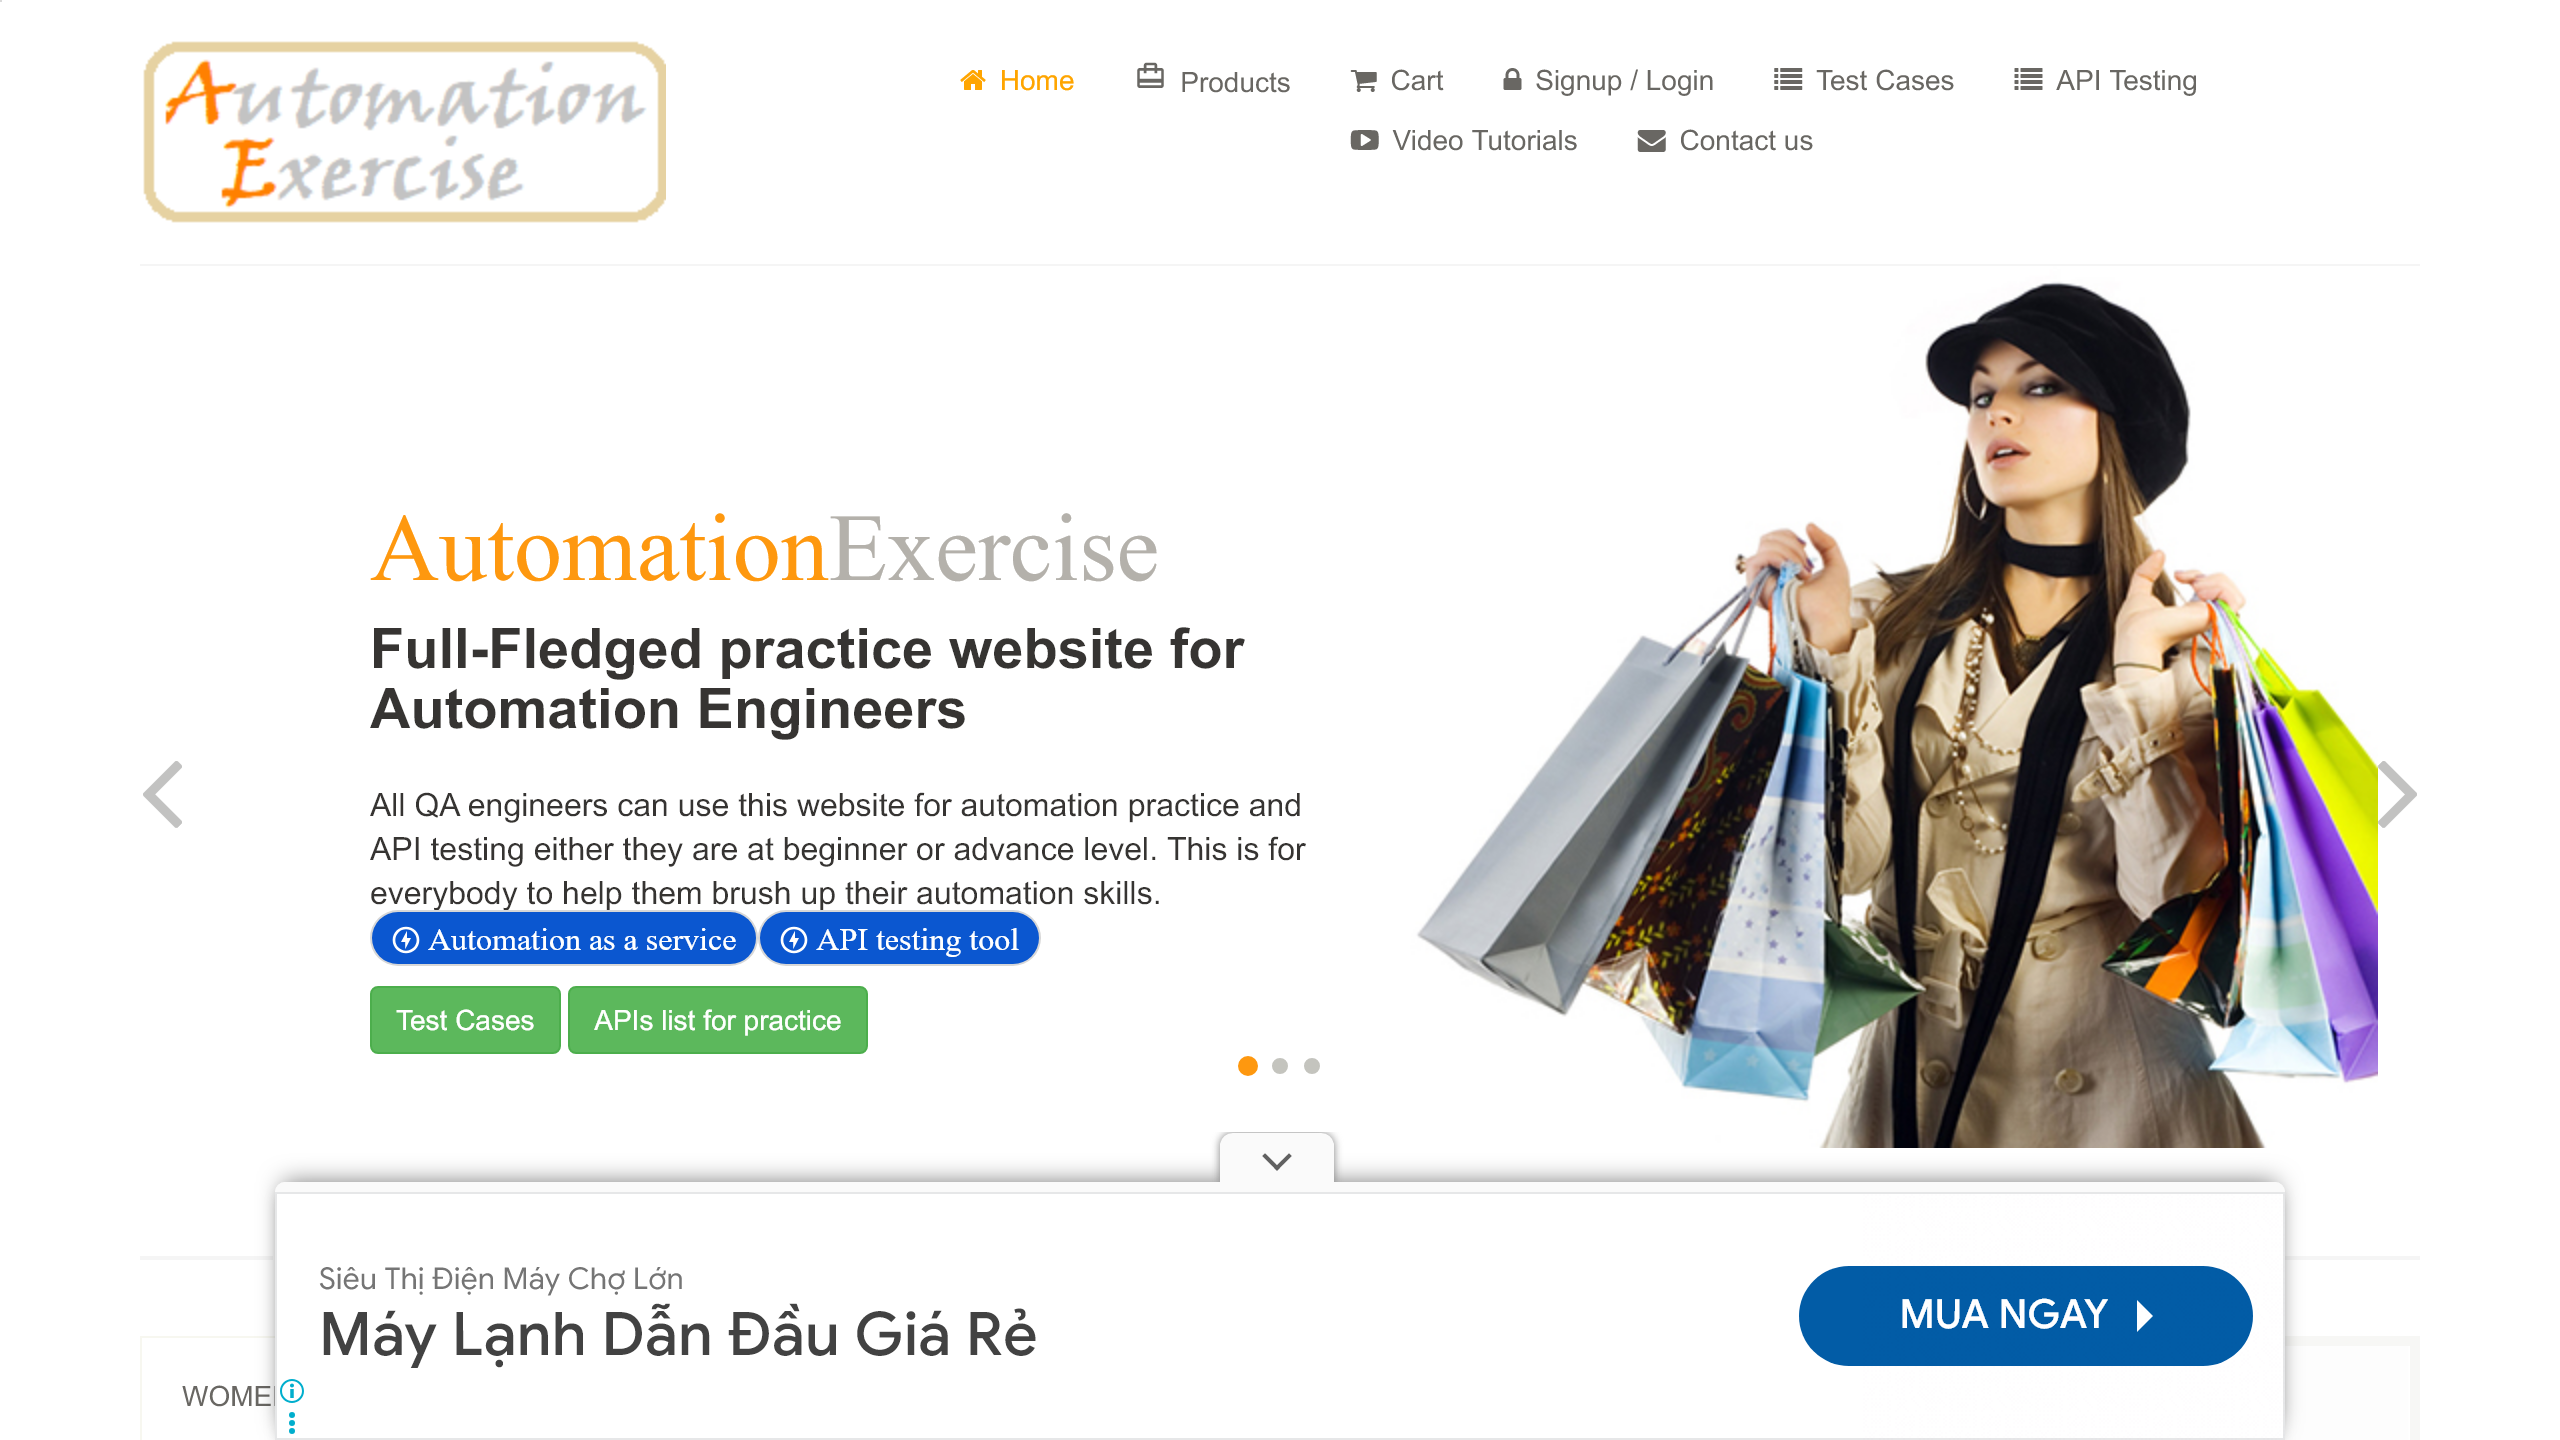 Automation
Exercise
Home
Products
Cart
Signup / Login
Test Cases
API Testing
Video Tutorials
Contact us
AutomationExercise
Full-Fledged practice website for
Automation Engineers
All QA engineers can use this website for automation practice and
API testing either they are at beginner or advance level. This is for
everybody to help them brush up their automation skills.
Automation as a service
API testing tool
Test Cases
APIs list for practice
Siêu Thị Điện Máy Chợ Lớn
Máy Lạnh Dẫn Đầu Giá Rẻ
MUA NGAY